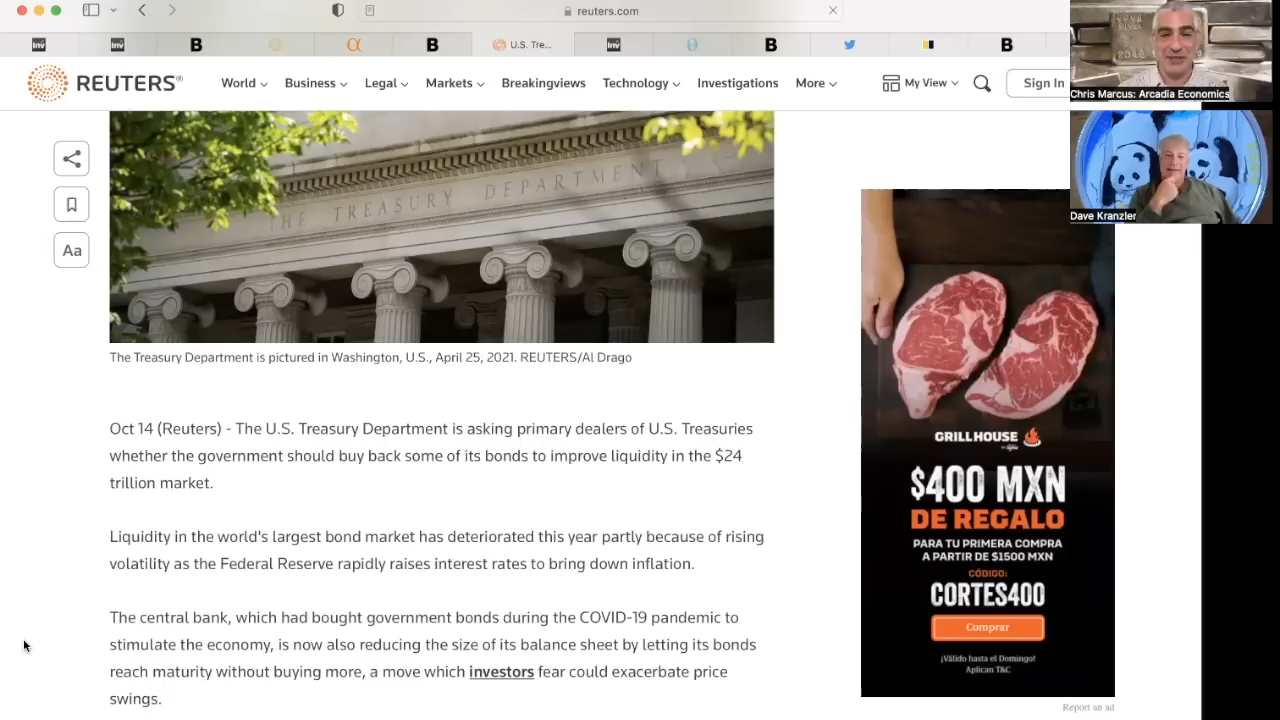 reuters.com
Inv
Inv
B
B
α
B
U.S. Tre...
Inv
B
B
REUTERS®
World
Business
Legal
Markets
Breakingviews
Technology
Investigations
More
My View
Sign In
Chris Marcus: Arcadia Economics
Dave Kranzler
Aa
THE TREASURY DEPARTMENT
The Treasury Department is pictured in Washington, U.S., April 25, 2021. REUTERS/Al Drago
Oct 14 (Reuters) - The U.S. Treasury Department is asking primary dealers of U.S. Treasuries
whether the government should buy back some of its bonds to improve liquidity in the $24
trillion market.
Liquidity in the world's largest bond market has deteriorated this year partly because of rising
volatility as the Federal Reserve rapidly raises interest rates to bring down inflation.
The central bank, which had bought government bonds during the COVID-19 pandemic to
stimulate the economy, is now also reducing the size of its balance sheet by letting its bonds
reach maturity without buying more, a move which investors fear could exacerbate price
swings.
GRILL HOUSE
$400 MXN
DE REGALO
PARA TU PRIMERA COMPRA
A PARTIR DE $1500 MXN
CÓDIGO:
CORTES400
Comprar
¡Válido hasta el Domingo!
Aplican T&C
Report an ad